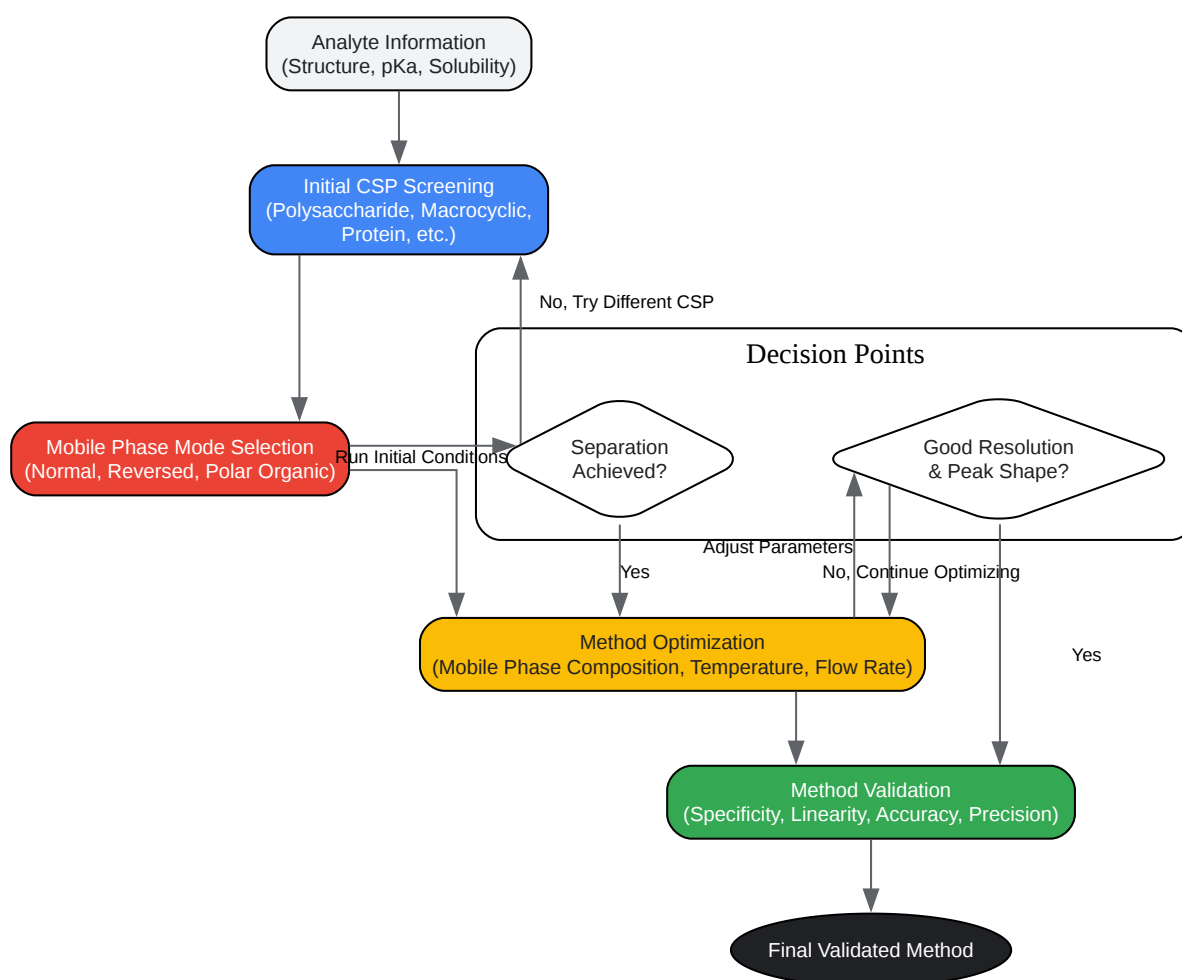 Analyte Information
(Structure, pKa, Solubility)
Initial CSP Screening
(Polysaccharide, Macrocyclic,
Protein, etc.)
No, Try Different CSP
Decision Points
Mobile Phase Mode Selection
(Normal, Reversed, Polar Organic)
Run Initial Conditions
Separation
Achieved?
Good Resolution
& Peak Shape?
Adjust Parameters
Yes
No, Continue Optimizing
Method Optimization
(Mobile Phase Composition, Temperature, Flow Rate)
Yes
Method Validation
(Specificity, Linearity, Accuracy, Precision)
Final Validated Method